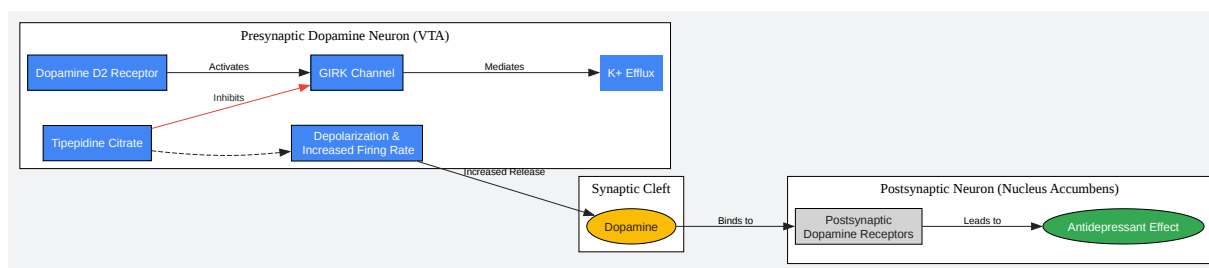 Presynaptic Dopamine Neuron (VTA)
Dopamine D2 Receptor
Activates
GIRK Channel
Mediates
K+ Efflux
Inhibits
Tipepidine Citrate
Depolarization &
Increased Firing Rate
Increased Release
Synaptic Cleft
Dopamine
Binds to
Postsynaptic Neuron (Nucleus Accumbens)
Postsynaptic
Dopamine Receptors
Leads to
Antidepressant Effect